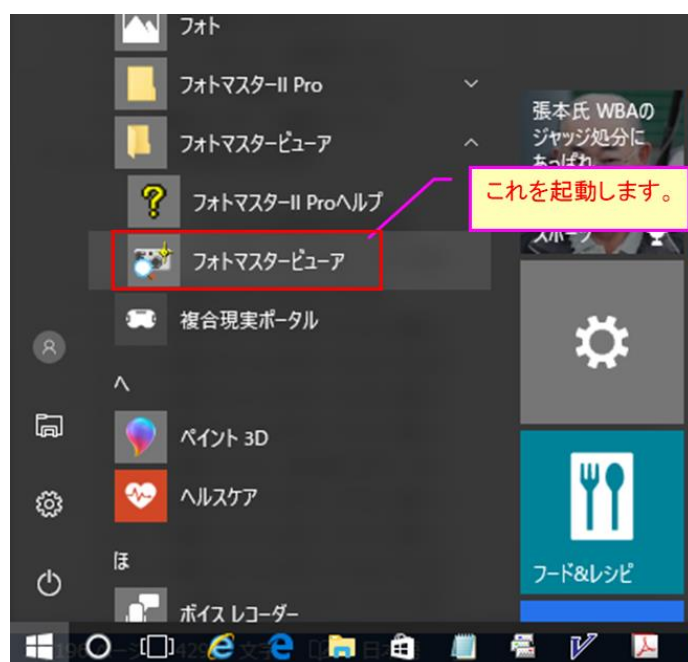 フォト
フォトマスターII Pro
フォトマスタービューア
フォトマスターII Proヘルプ
フォトマスタービューア
複合現実ポータル
へ
ペイント 3D
ヘルスケア
ほ
ボイス レコーダー
張本氏 WBAの
ジャッジ処分に
あっぱれ
これを起動します。
スポーツ
フード&レシピ